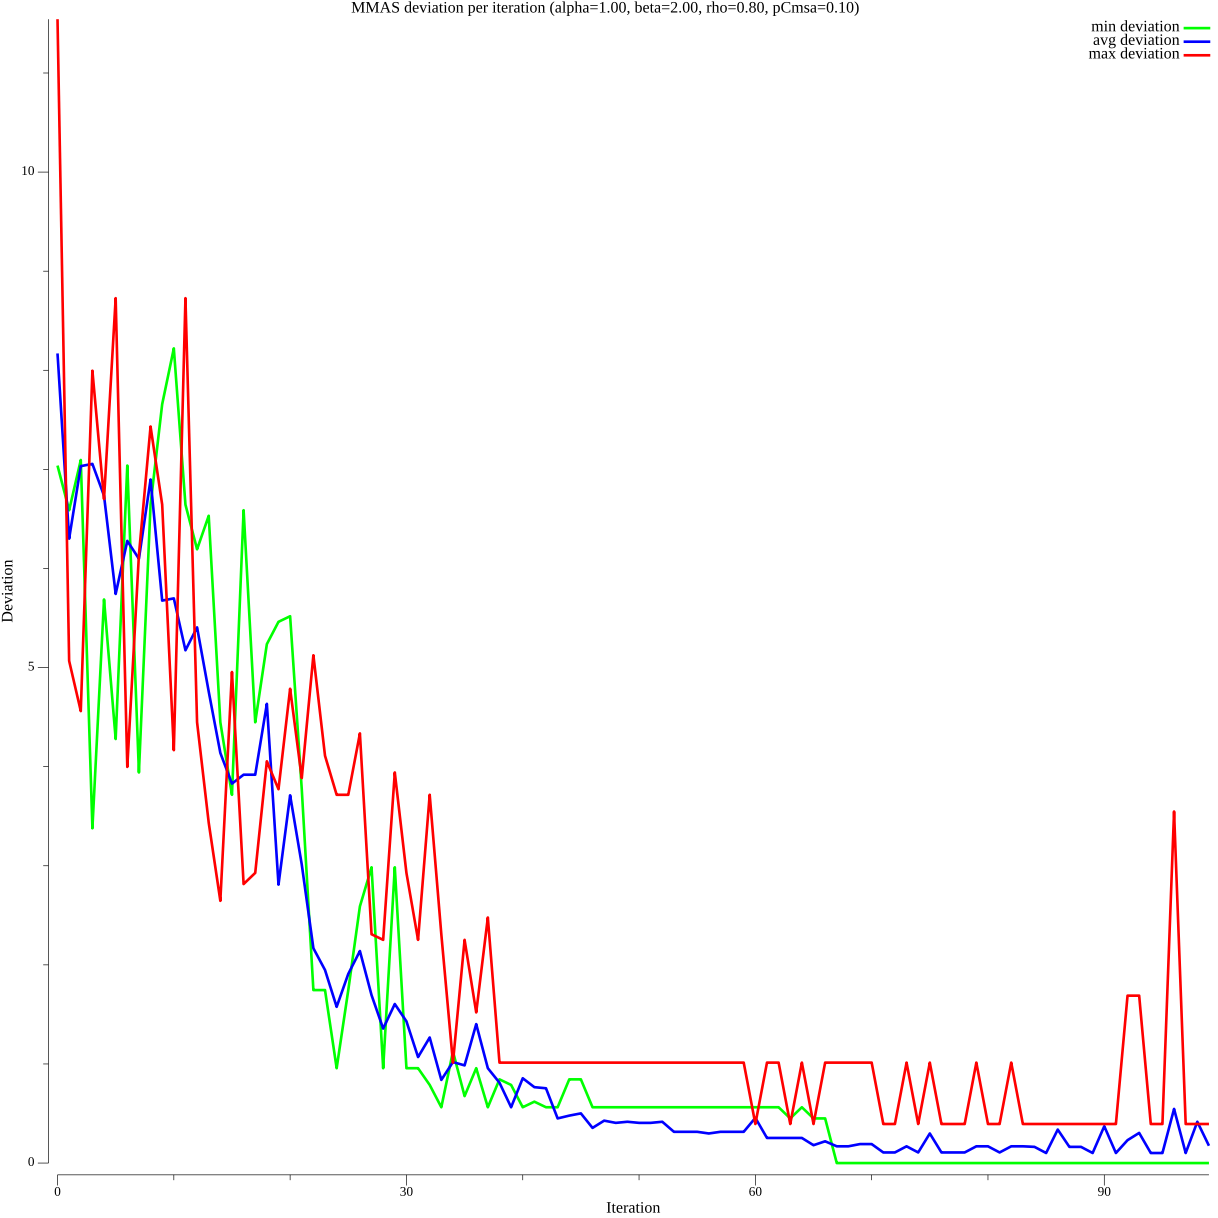 MMAS deviation per iteration (alpha=1.00, beta=2.00, rho=0.80, pCmsa=0.10)
min deviation
avg deviation
max deviation
10
5
0
Deviation
0
30
60
90
Iteration